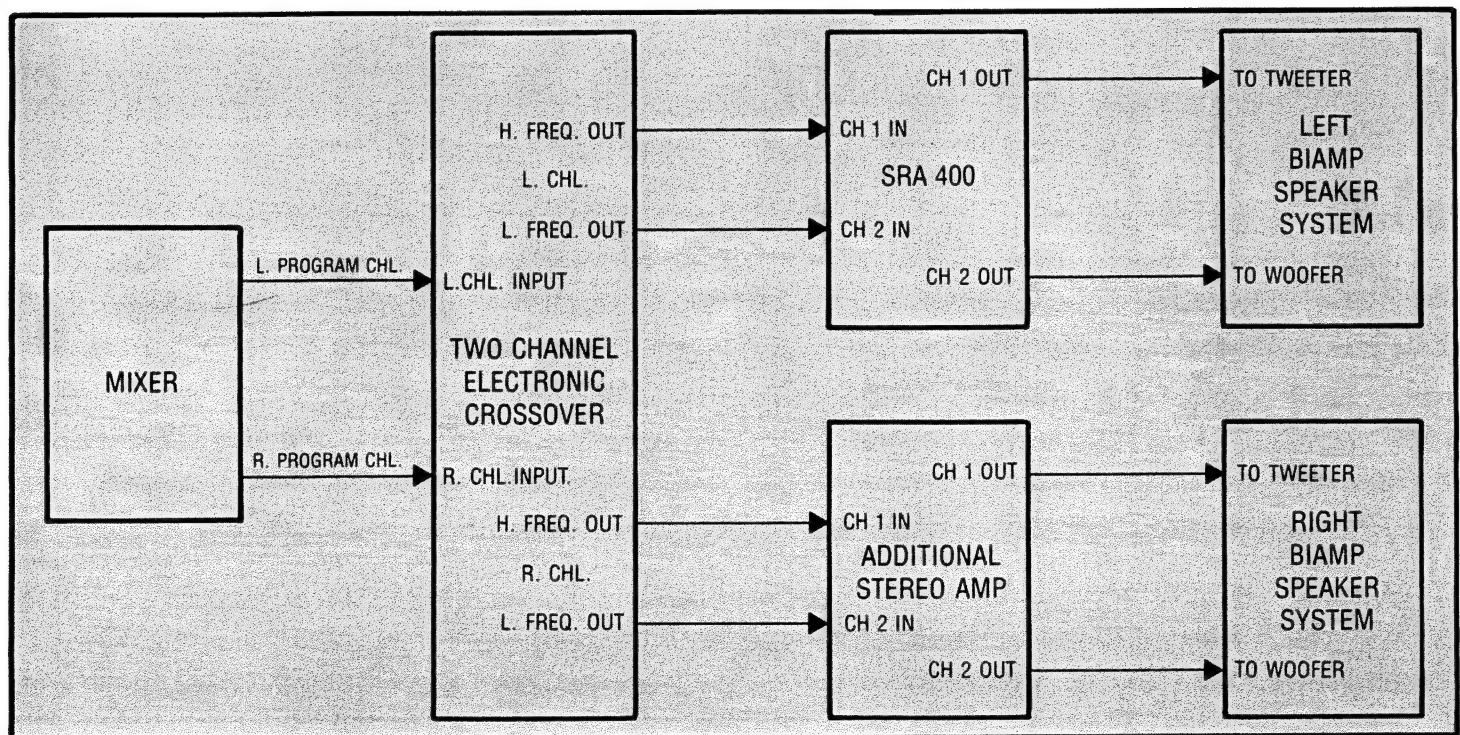 MIXER
L. PROGRAM CHL.
R. PROGRAM CHL.
H. FREQ. OUT
L. CHL.
L. FREQ. OUT
L.CHL. INPUT
TWO CHANNEL
ELECTRONIC
CROSSOVER
R. CHL.INPUT.
H. FREQ. OUT
R. CHL.
L. FREQ. OUT
CH 1 OUT
CH 1 IN
SRA 400
CH 2 IN
CH 2 OUT
TO TWEETER
LEFT
BIAMP
SPEAKER
SYSTEM
TO WOOFER
CH 1 OUT
CH 1 IN
ADDITIONAL
STEREO AMP
CH 2 IN
CH 2 OUT
TO TWEETER
RIGHT
BIAMP
SPEAKER
SYSTEM
TO WOOFER